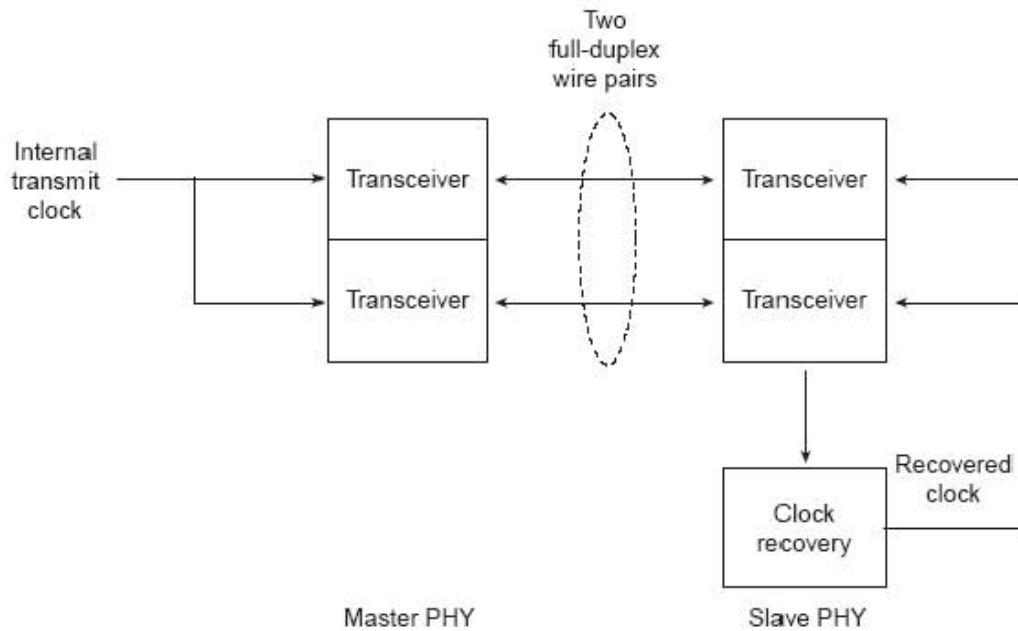 Two
full-duplex
wire pairs
Internal
transmit
clock
Transceiver
Transceiver
Transceiver
Transceiver
Recovered
clock
Clock
recovery
Master PHY
Slave PHY